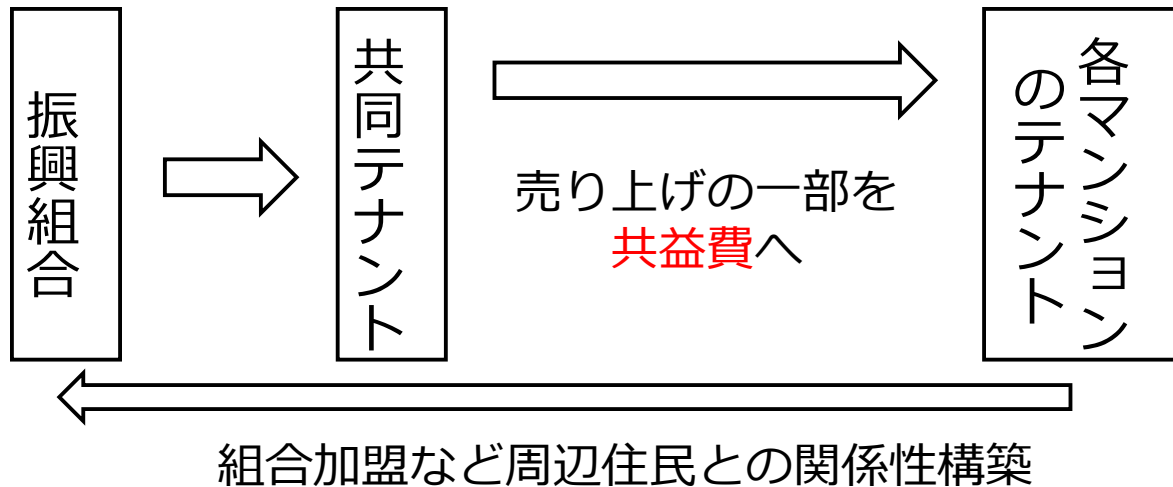 振興組合
共同テナント
売り上げの一部を
共益費へ
各マンション
のテナント
組合加盟など周辺住民との関係性構築